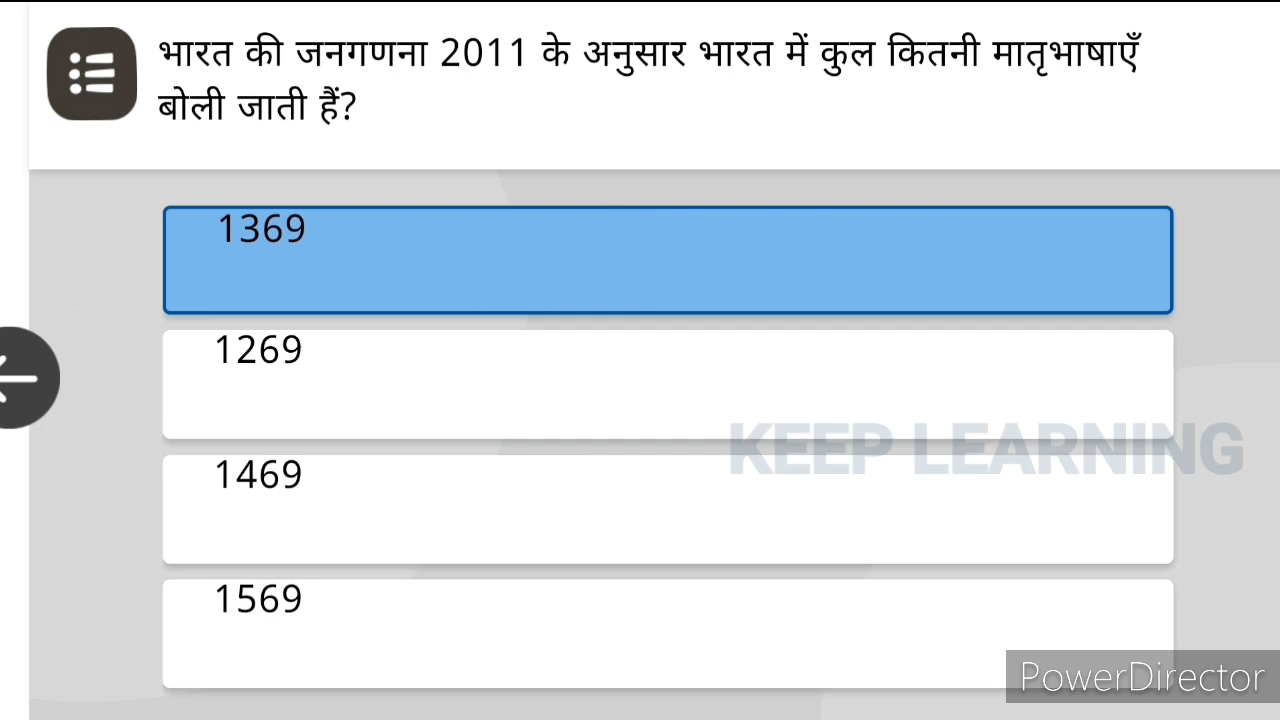 भारत की जनगणना 2011 के अनुसार भारत में कुल कितनी मातृभाषाएँ
बोली जाती हैं?
1369
1269
KEEP LEARNING
1469
1569
PowerDirector